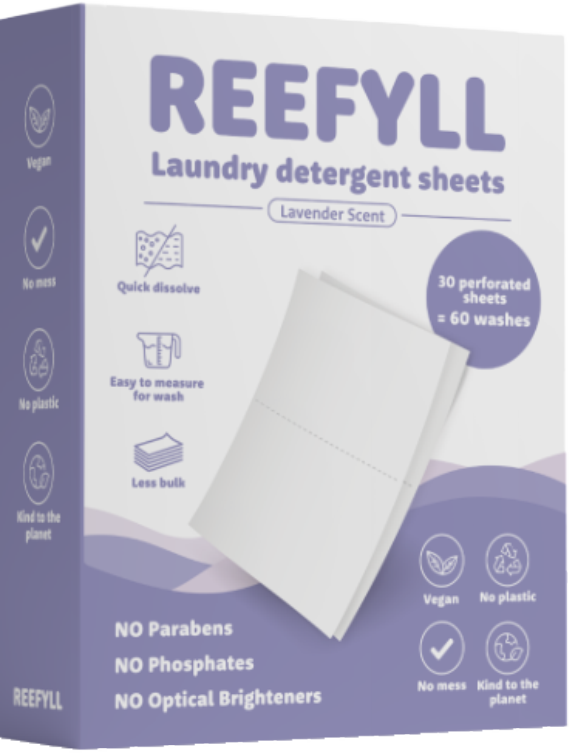 REEFYLL
Laundry detergent sheets
Lavender Scent
Quick dissolve
Easy to measure
for wash
Less bulk
30 perforated
sheets
= 60 washes
NO Parabens
NO Phosphates
NO Optical Brighteners
Vegan
No plastic
No mess
Kind to the
planet
Vegan
No mess
No plastic
Kind to the
planet
REEFYLL